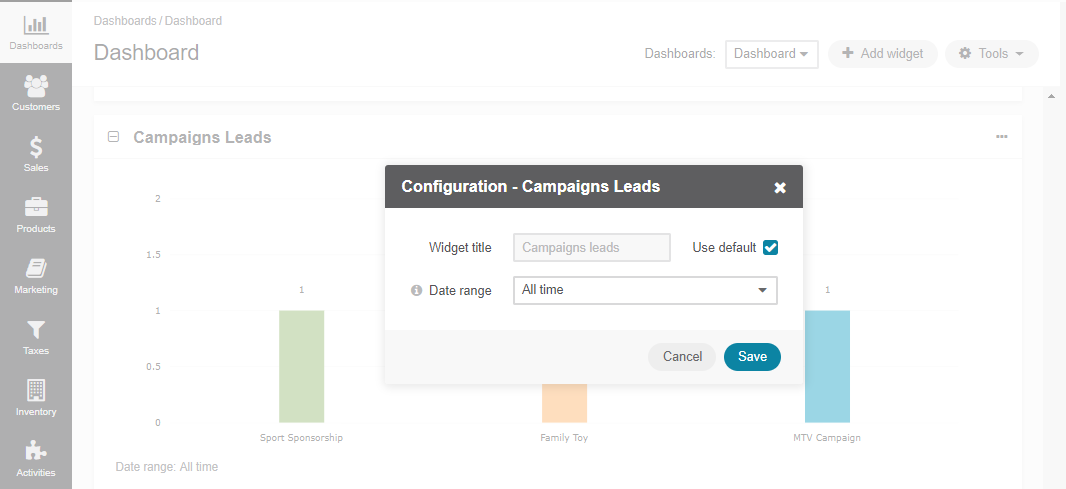 Dashboards
Customers
Sales
Products
Marketing
Taxes
Inventory
Activities
Dashboards / Dashboard
Dashboard
Dashboards: Dashboard Add widget Tools
Campaigns Leads
Configuration - Campaigns Leads
Widget title Campaigns leads Use default
Date range All time
Cancel Save
2
1.5
1
0.5
0
1 1
Sport Sponsorship Family Toy MTV Campaign
Date range: All time